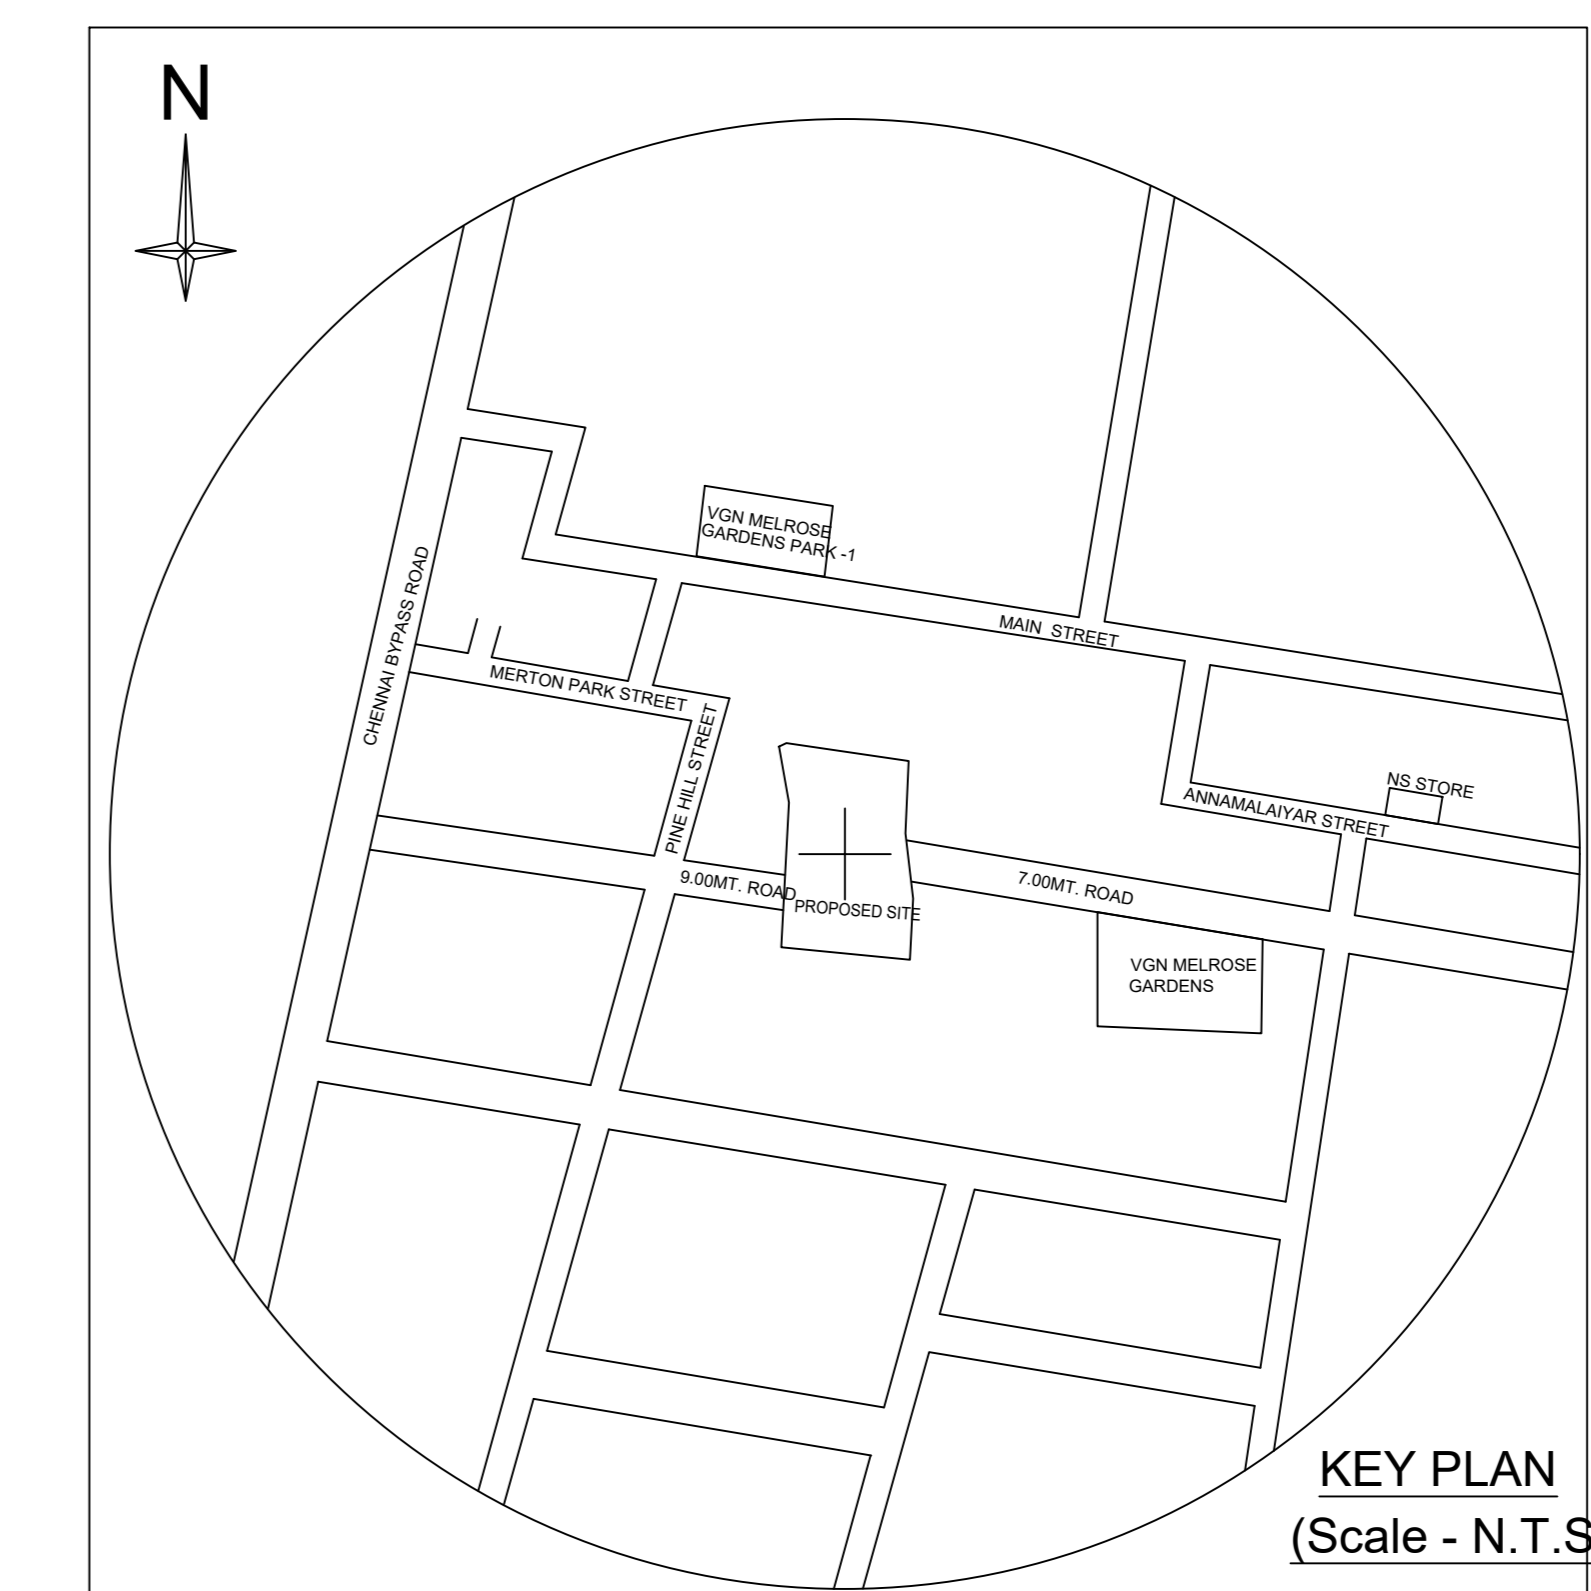 N
VGN MELROSE
GARDENS PARK -1
MAIN STREET
CHENNAI BYPASS ROAD
MERTON PARK STREET
PINE HILL STREET
NS STORE
ANNAMALAIYAR STREET
9.00MT. ROAD
7.00MT. ROAD
PROPOSED SITE
VGN MELROSE
GARDENS
KEY PLAN
(Scale - N.T.S